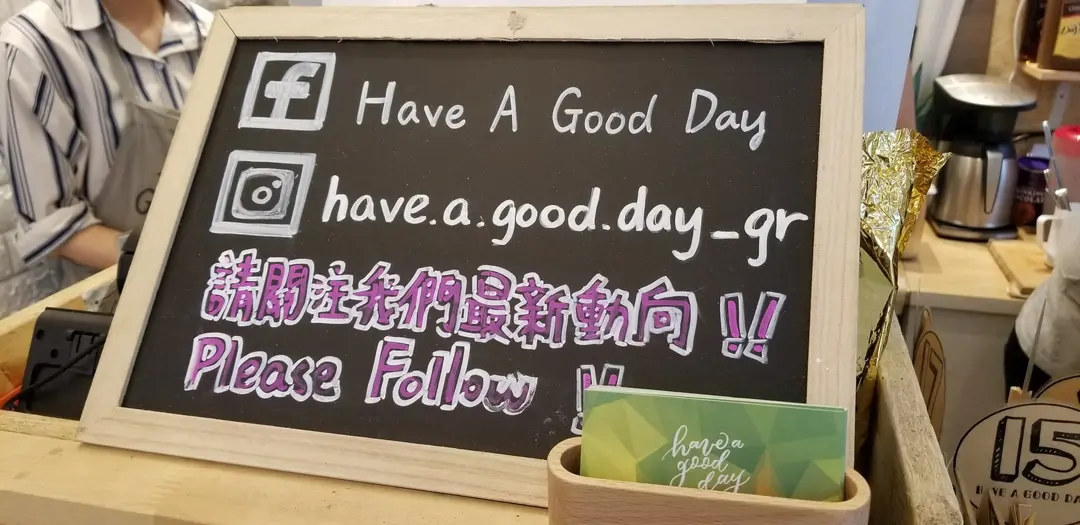 Have A Good Day
have.a.good.day_gr
請關注我們最新動向!!
Please Follow !!
have a
good
day
15
HAVE A GOOD DA